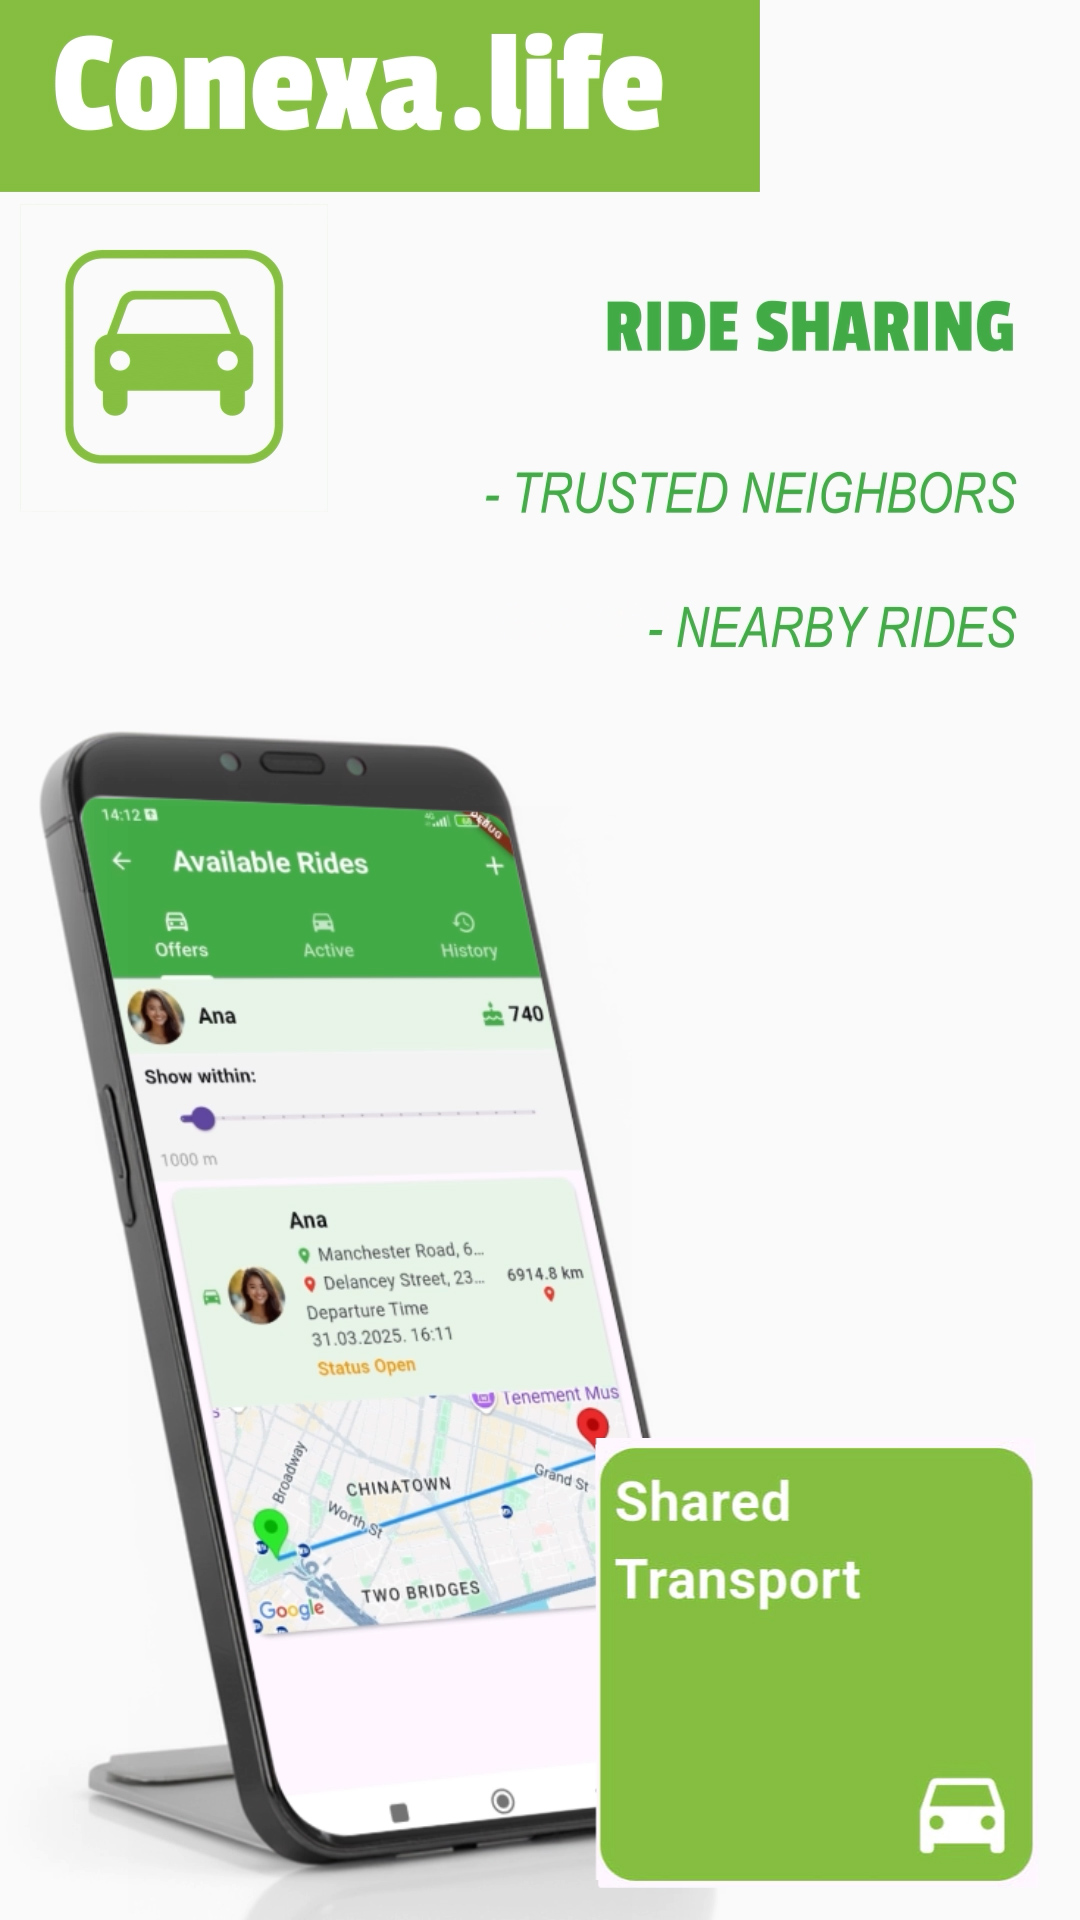 Conexa.life
RIDE SHARING
- TRUSTED NEIGHBORS
- NEARBY RIDES
14:12
4G
68
DEBUG
Available Rides
Offers
Active
History
Ana
740
Show within:
1000 m
Ana
Manchester Road, 6...
Delancey Street, 23...
6914.8 km
Departure Time
31.03.2025. 16:11
Status Open
Tenement Mus
s
Broadway
CHINATOWN
Grand St
Worth St
TWO BRIDGES
Google
Shared
Transport